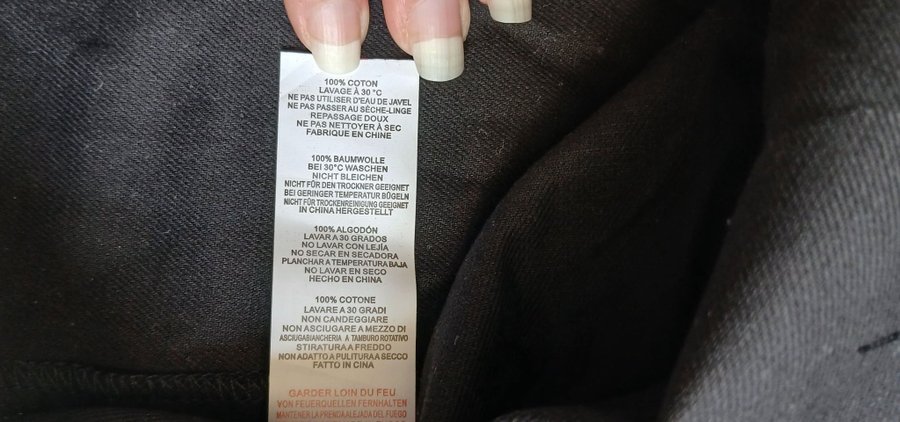 100% COTON
LAVAGE À 30 °C
NE PAS UTILISER D'EAU DE JAVEL
NE PAS PASSER AU SÈCHE-LINGE
REPASSAGE DOUX
NE PAS NETTOYER À SEC
FABRIQUE EN CHINE
100% BAUMWOLLE
BEI 30°C WASCHEN
NICHT BLEICHEN
NICHT FÜR DEN TROCKNER GEEIGNET
BEI GERINGER TEMPERATUR BÜGELN
NICHT FÜR TROCKENREINIGUNG GEEIGNET
IN CHINA HERGESTELLT
100% ALGODÓN
LAVAR A 30 GRADOS
NO LAVAR CON LEJÍA
NO SECAR EN SECADORA
PLANCHAR A TEMPERATURA BAJA
NO LAVAR EN SECO
HECHO EN CHINA
100% COTONE
LAVARE A 30 GRADI
NON CANDEGGIARE
NON ASCIUGARE A MEZZO DI
ASCIUGABIANCHERIA A TAMBURO ROTATIVO
STIRATURA A FREDDO
NON ADATTO A PULITURA A SECCO
FATTO IN CINA
GARDER LOIN DU FEU
VON FEUERQUELLEN FERNHALTEN
MANTENER LA PRENDA ALEJADA DEL FUEGO